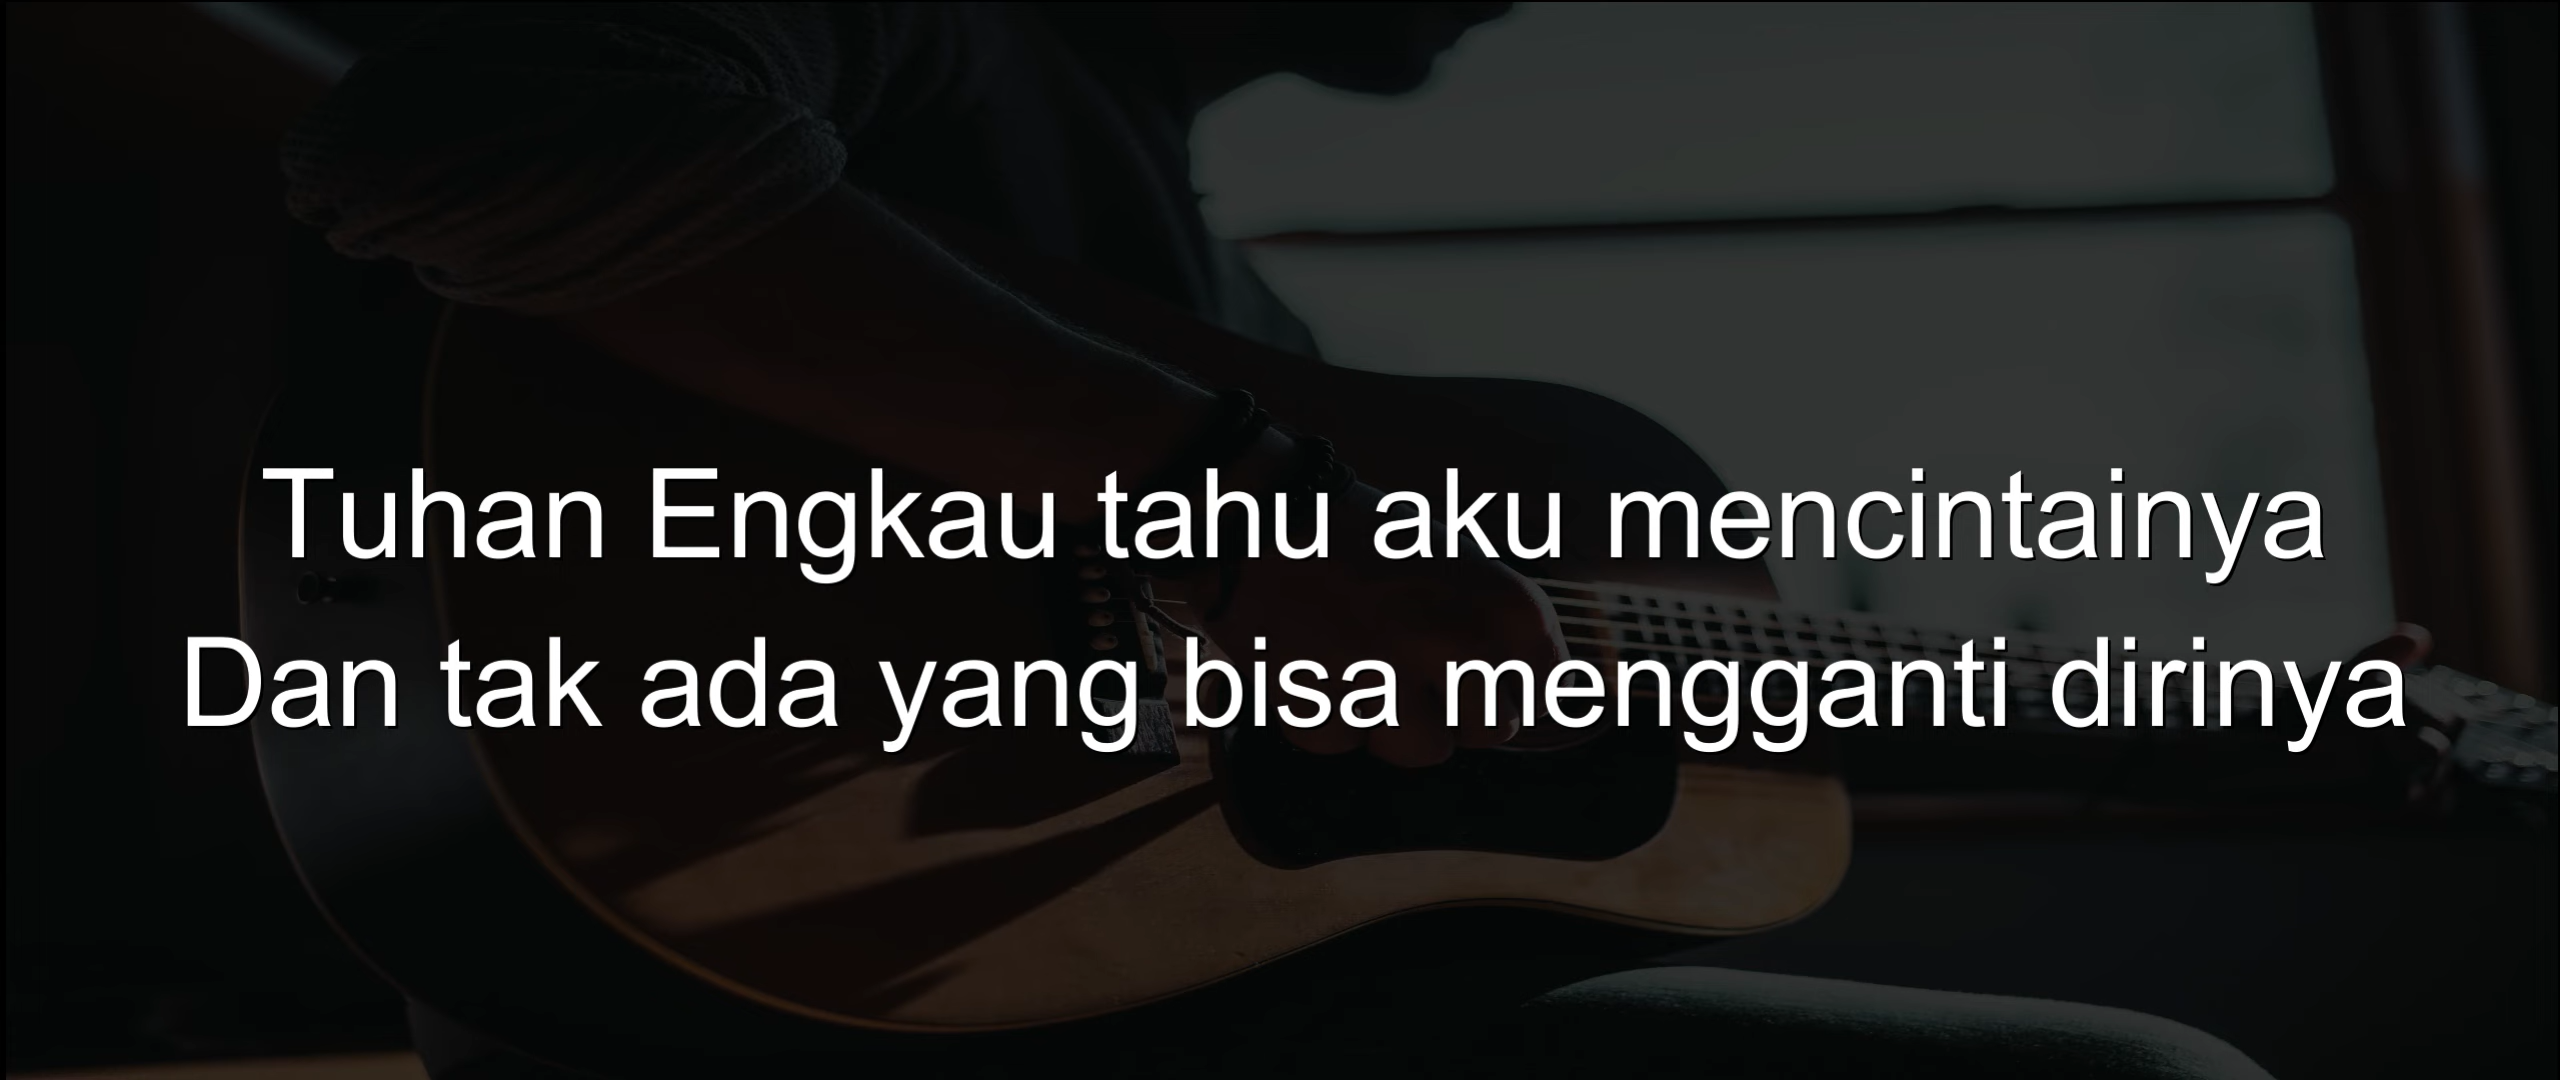 Tuhan Engkau tahu aku mencintainya
Dan tak ada yang bisa mengganti dirinya